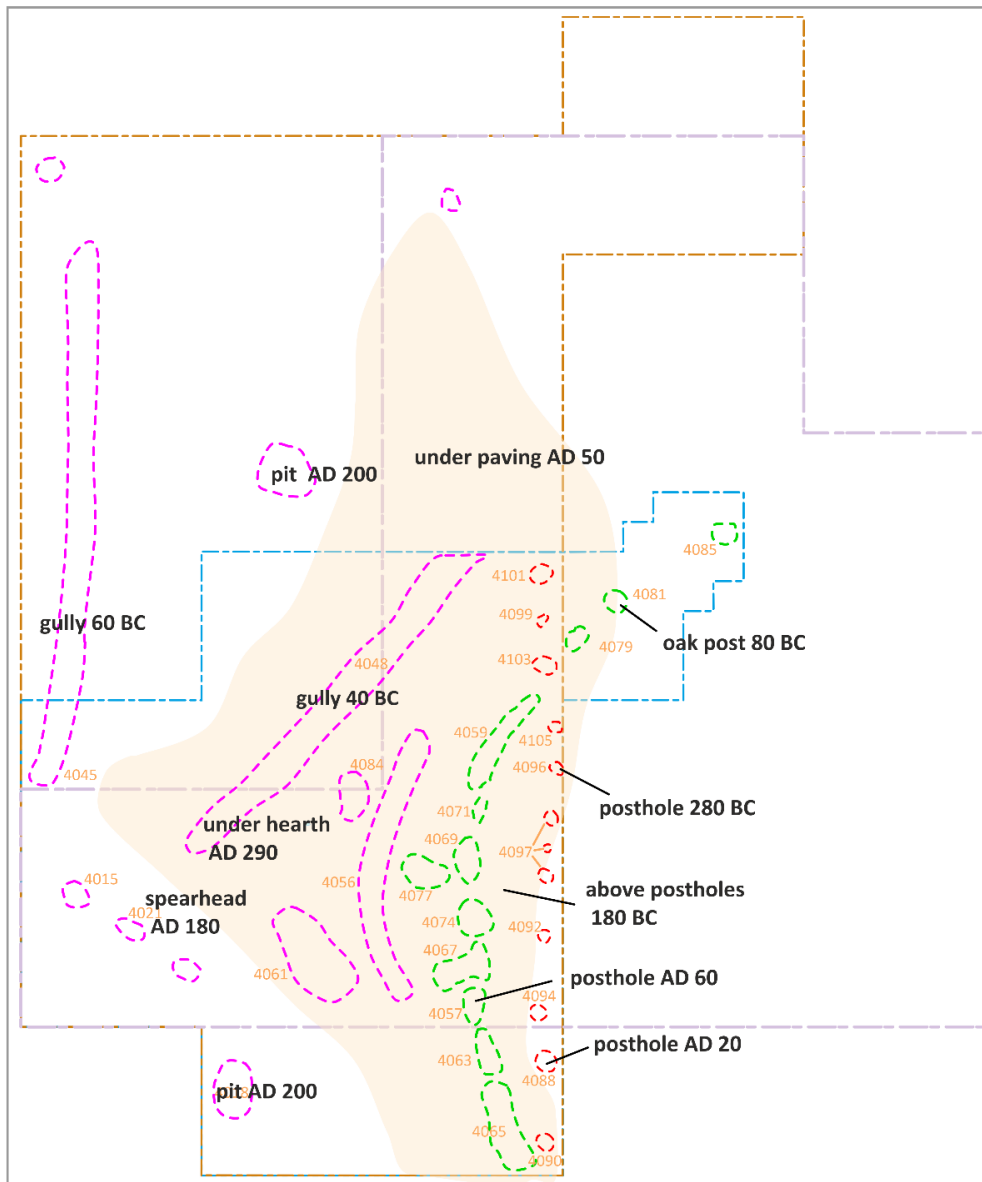 under paving AD 50
pit AD 200
4085
4101
4081
4099
oak post 80 BC
gully 60 BC
4079
4103
4048
gully 40 BC
4059
4105
4084
4096
4045
posthole 280 BC
4071
under hearth
AD 290
4069
4097
4015
4056
4077
above postholes
180 BC
spearhead
AD 180
4021
4074
4092
4067
4061
posthole AD 60
4094
4057
posthole AD 20
4063
4088
pit AD 200
4065
4090